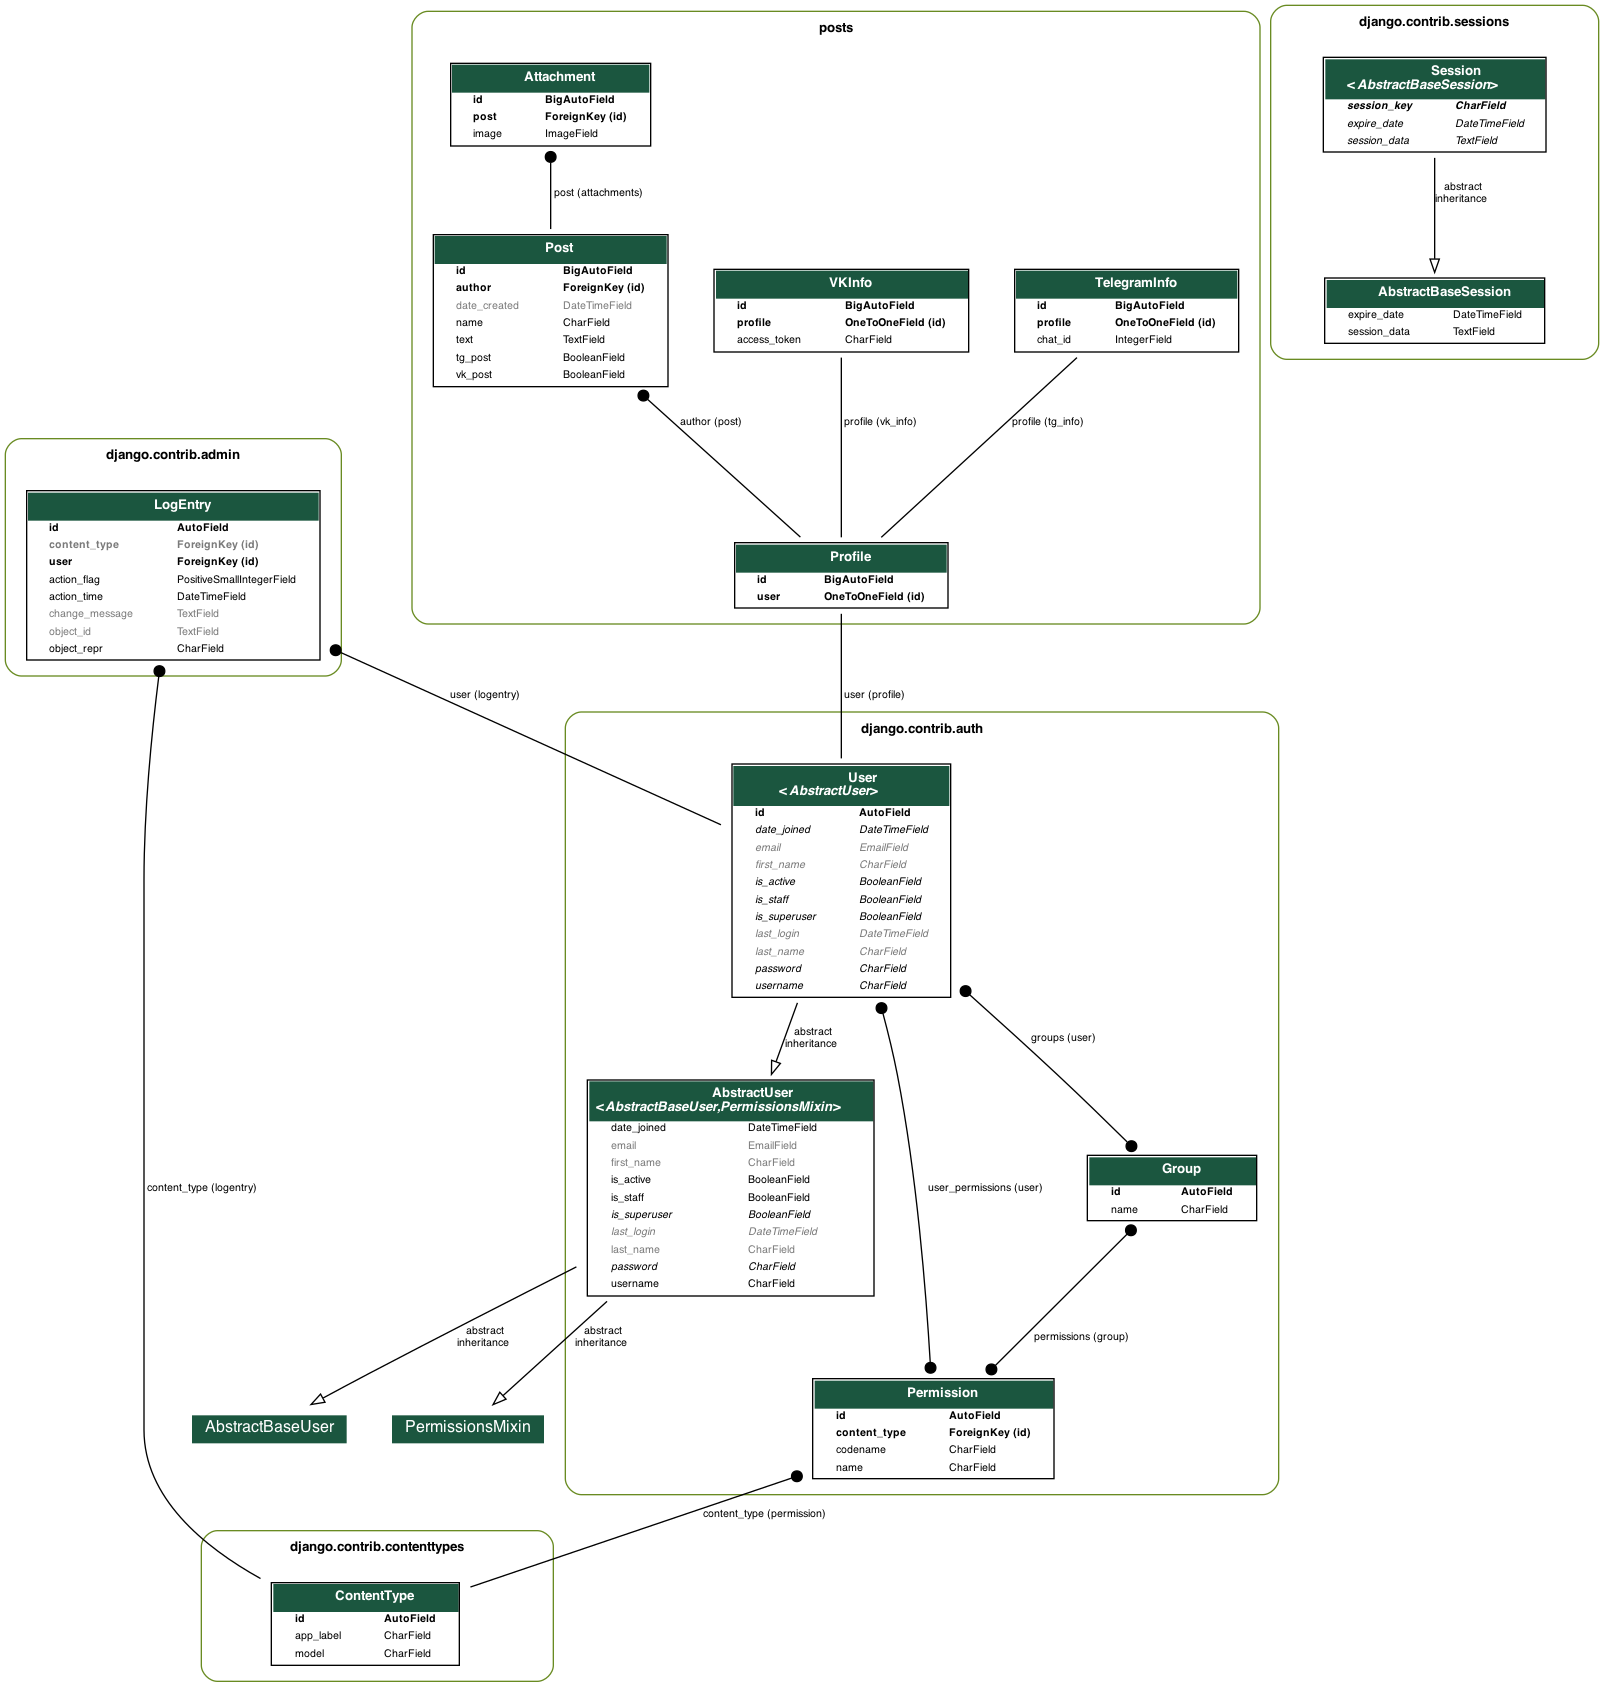 posts
Attachment
id BigAutoField
post ForeignKey (id)
image ImageField
post (attachments)
Post
id BigAutoField
author ForeignKey (id)
date_created DateTimeField
name CharField
text TextField
tg_post BooleanField
vk_post BooleanField
VKInfo
id BigAutoField
profile OneToOneField (id)
access_token CharField
TelegramInfo
id BigAutoField
profile OneToOneField (id)
chat_id IntegerField
author (post)
profile (vk_info)
profile (tg_info)
Profile
id BigAutoField
user OneToOneField (id)
django.contrib.sessions
Session
<AbstractBaseSession>
session_key CharField
expire_date DateTimeField
session_data TextField
abstract
inheritance
AbstractBaseSession
expire_date DateTimeField
session_data TextField
django.contrib.admin
LogEntry
id AutoField
content_type ForeignKey (id)
user ForeignKey (id)
action_flag PositiveSmallIntegerField
action_time DateTimeField
change_message TextField
object_id TextField
object_repr CharField
user (logentry)
user (profile)
django.contrib.auth
User
<AbstractUser>
id AutoField
date_joined DateTimeField
email EmailField
first_name CharField
is_active BooleanField
is_staff BooleanField
is_superuser BooleanField
last_login DateTimeField
last_name CharField
password CharField
username CharField
abstract
inheritance
groups (user)
AbstractUser
<AbstractBaseUser,PermissionsMixin>
date_joined DateTimeField
email EmailField
first_name CharField
is_active BooleanField
is_staff BooleanField
is_superuser BooleanField
last_login DateTimeField
last_name CharField
password CharField
username CharField
content_type (logentry)
user_permissions (user)
Group
id AutoField
name CharField
abstract
inheritance
abstract
inheritance
permissions (group)
AbstractBaseUser
PermissionsMixin
Permission
id AutoField
content_type ForeignKey (id)
codename CharField
name CharField
content_type (permission)
django.contrib.contenttypes
ContentType
id AutoField
app_label CharField
model CharField